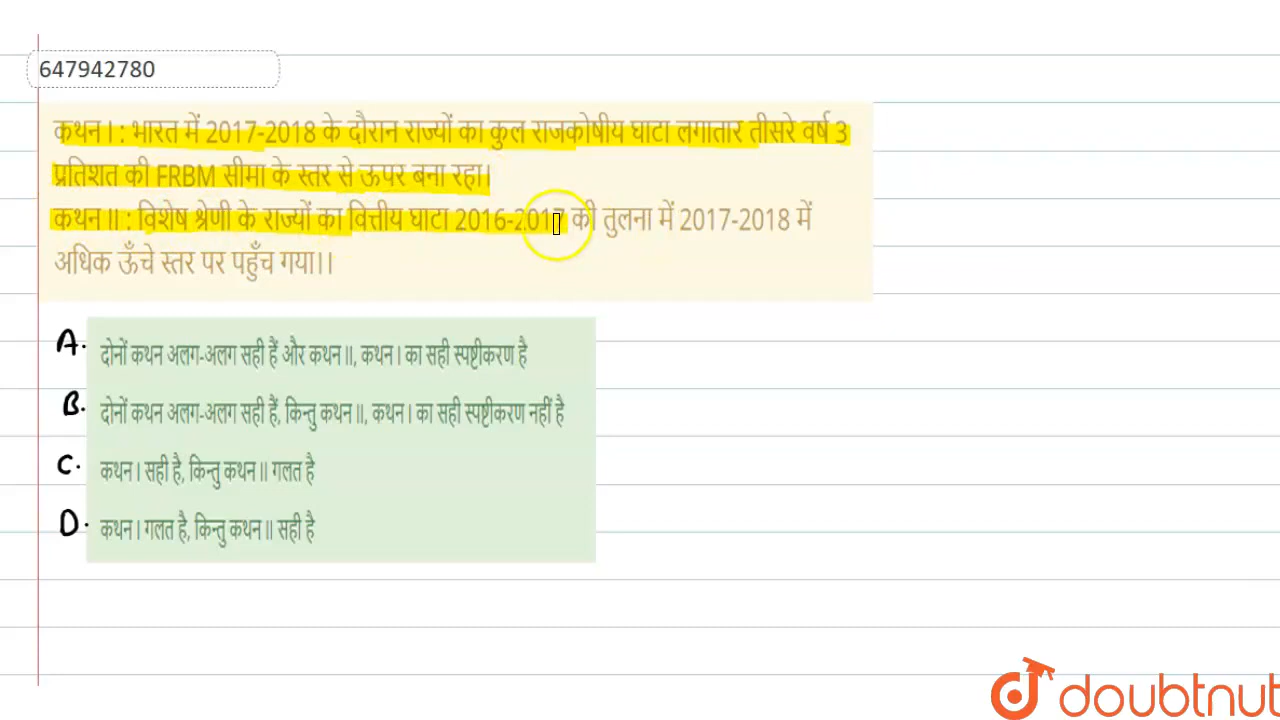 647942780
कथन I : भारत में 2017-2018 के दौरान राज्यों का कुल राजकोषीय घाटा लगातार तीसरे वर्ष 3
प्रतिशत की FRBM सीमा के स्तर से ऊपर बना रहा।
कथन II : विशेष श्रेणी के राज्यों का वित्तीय घाटा 2016-2017 की तुलना में 2017-2018 में
अधिक ऊँचे स्तर पर पहुँच गया।।
A. दोनों कथन अलग-अलग सही हैं और कथन II, कथन I का सही स्पष्टीकरण है
B. दोनों कथन अलग-अलग सही हैं, किन्तु कथन II, कथन I का सही स्पष्टीकरण नहीं है
C. कथन I सही है, किन्तु कथन II गलत है
D. कथन I गलत है, किन्तु कथन II सही है
doubtnut